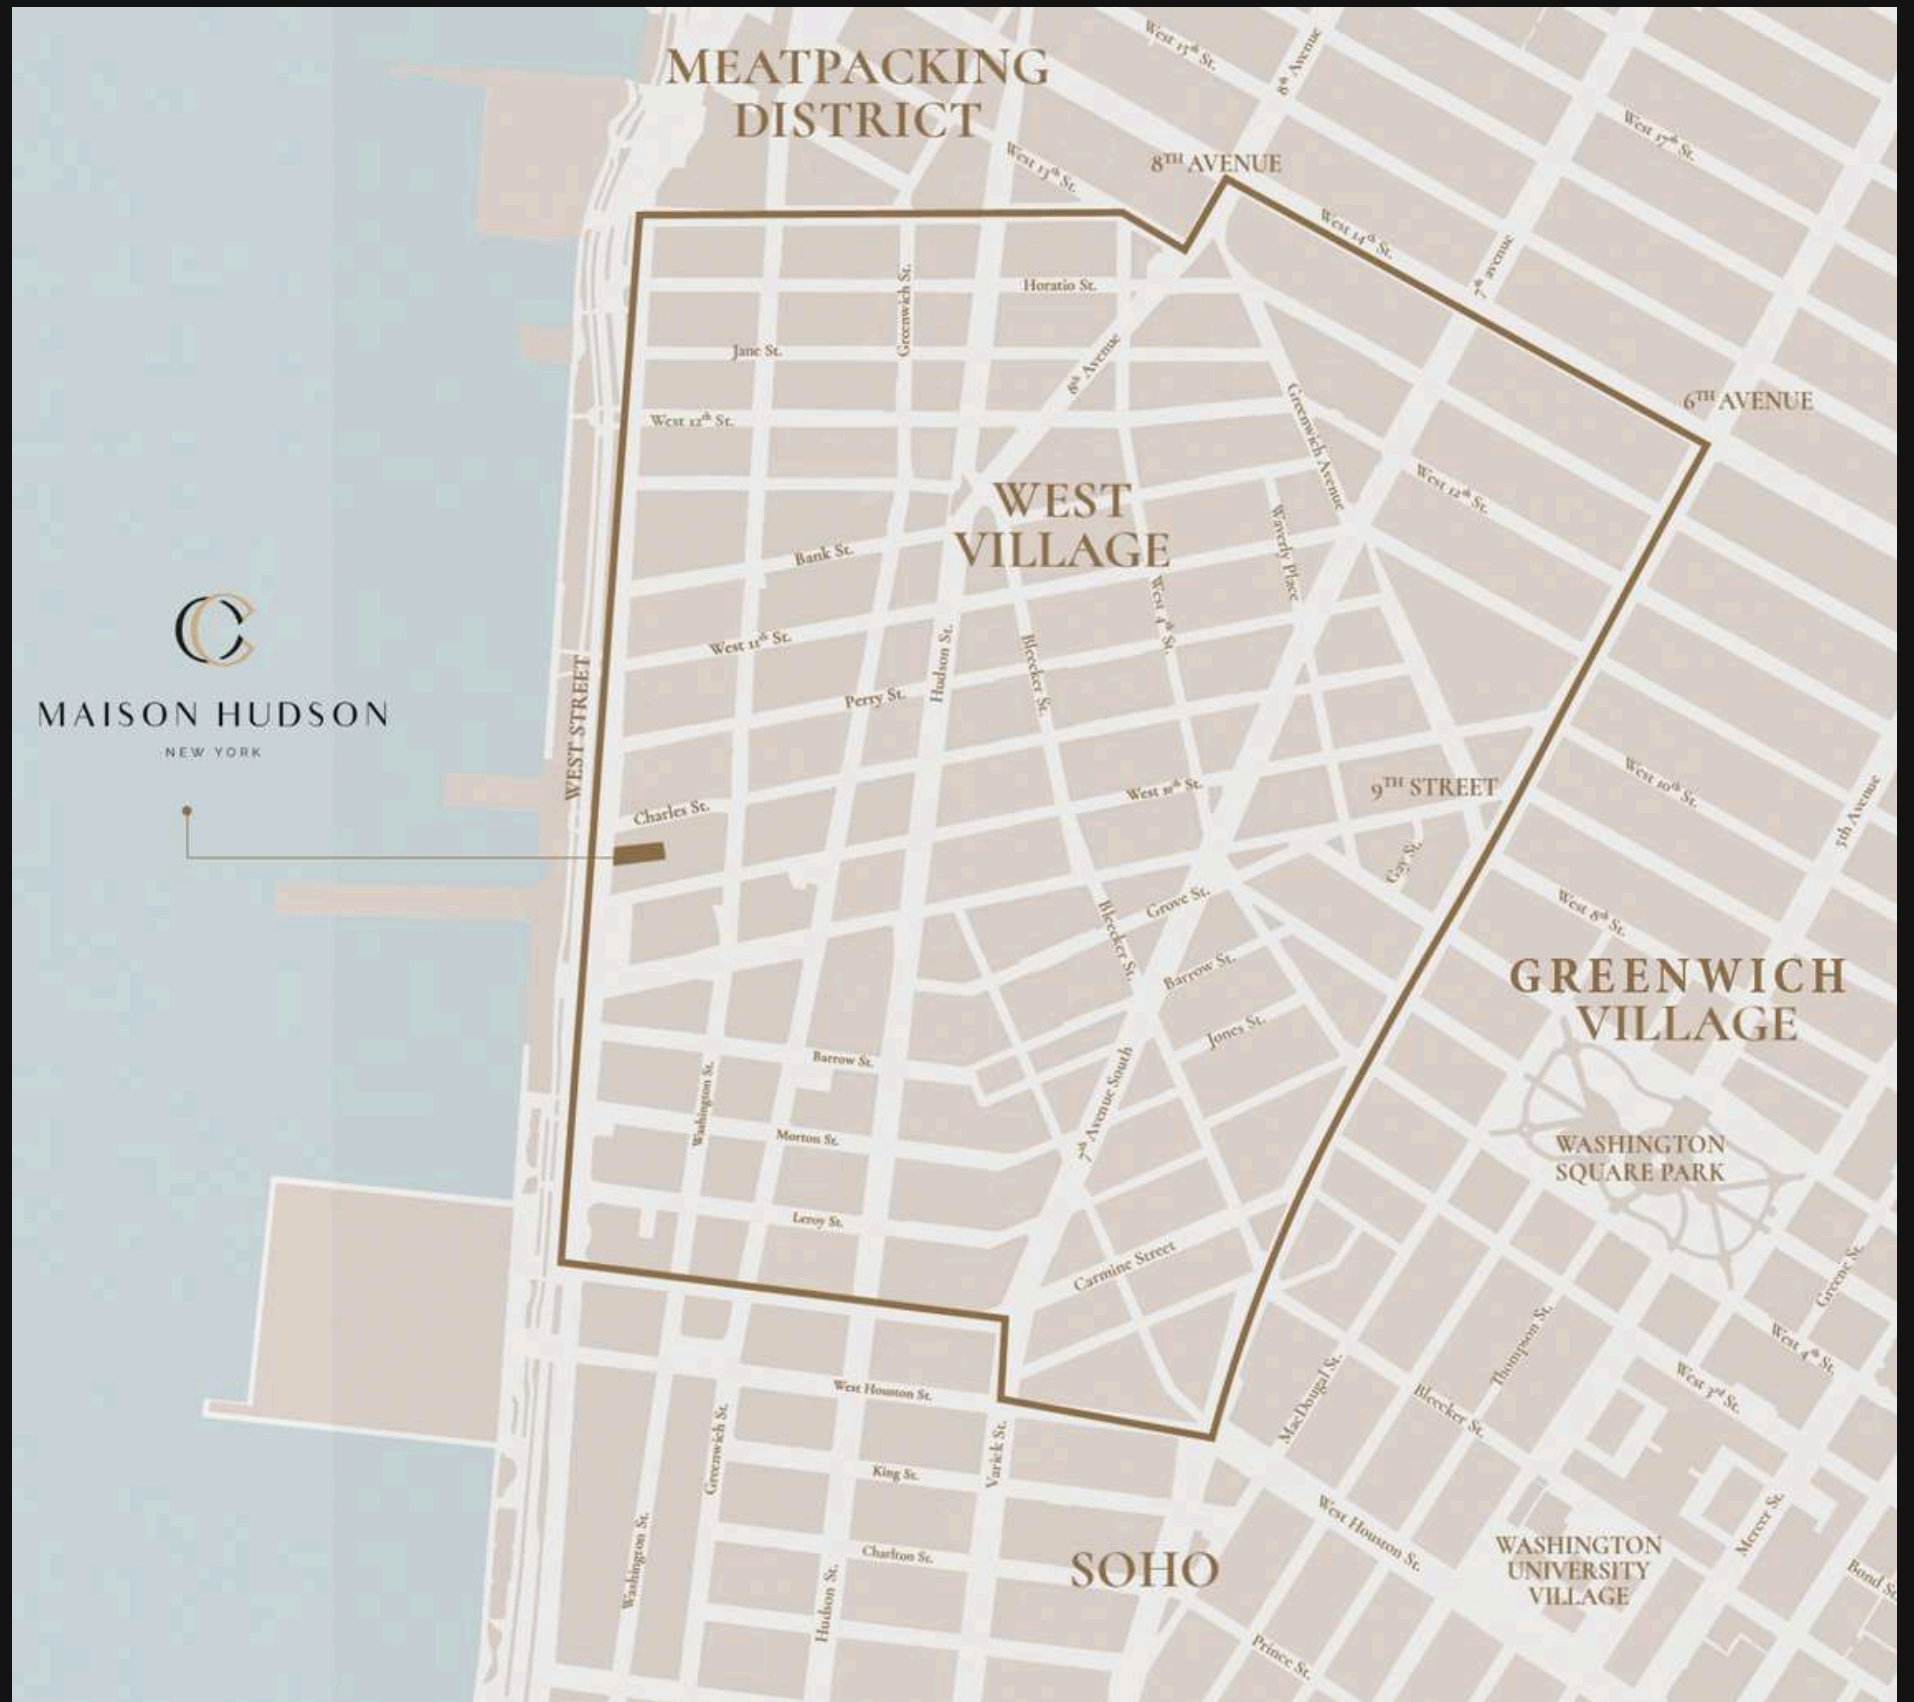 MEATPACKING
DISTRICT
West 15th St.
8th Avenue
West 17th St.
West 13th St.
8TH AVENUE
West 14th St.
7th avenue
Greenwich St.
Horatio St.
Jane St.
8th Avenue
6TH AVENUE
West 12th St.
Greenwich Avenue
West 12th St.
WEST
VILLAGE
Waverly Place
Bank St.
West 4th St.
West 11th St.
Hudson St.
Bleecker St.
Perry St.
MAISON HUDSON
NEW YORK
WEST STREET
Charles St.
West 10th St.
9TH STREET
West 10th St.
5th Avenue
Gay St.
Grove St.
Bleecker St.
West 8th St.
Barrow St.
GREENWICH
VILLAGE
Jones St.
Barrow St.
Washington St.
7th Avenue South
Morton St.
WASHINGTON
SQUARE PARK
Leroy St.
Carmine Street
Greene St.
Thompson St.
West 4th St.
West 3rd St.
MacDougal St.
Bleecker St.
West Houston St.
Greenwich St.
Varick St.
King St.
West Houston St.
Mercer St.
Washington St.
Charlton St.
Hudson St.
SOHO
WASHINGTON
UNIVERSITY
VILLAGE
Bond St.
Prince St.